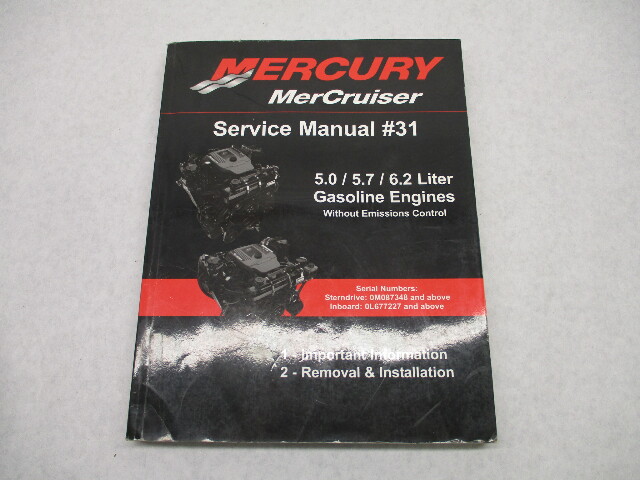 MERCURY
MerCruiser
Service Manual #31
5.0 / 5.7 / 6.2 Liter
Gasoline Engines
Without Emissions Control
Serial Numbers:
Sterndrive: 0M087348 and above
Inboard: 0L677227 and above
1 - Important Information
2 - Removal & Installation